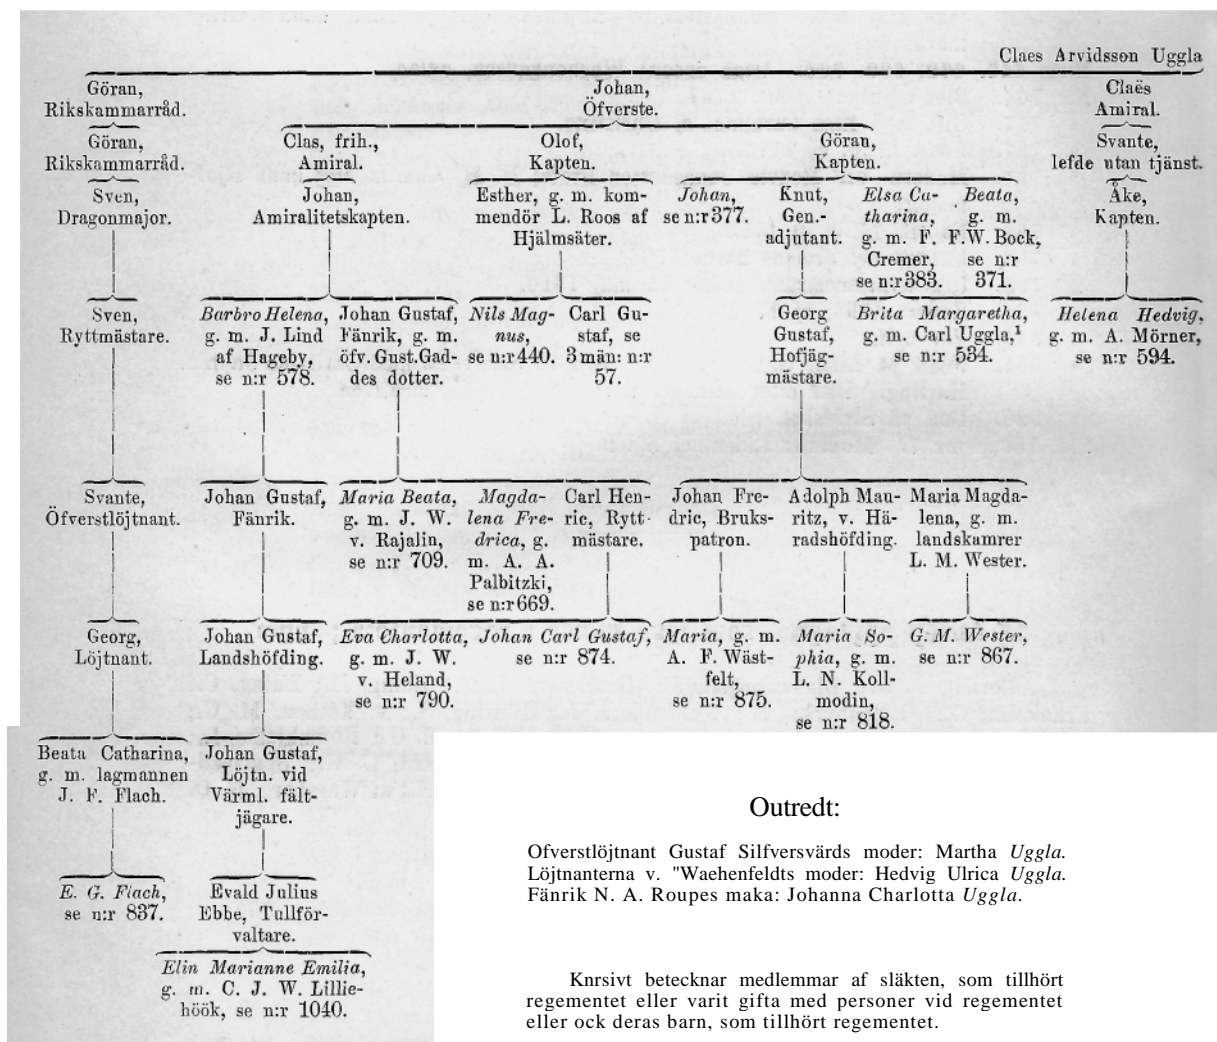 Claes Arvidsson Uggla
Göran,
Rikskammarråd.
Johan,
Öfverste.
Claës
Amiral.
Göran,
Rikskammarråd.
Clas, frih.,
Amiral.
Olof,
Kapten.
Göran,
Kapten.
Svante,
lefde utan tjänst.
Sven,
Dragonmajor.
Johan,
Amiralitetskapten.
Esther, g. m. kom-
mendör L. Roos af
Hjälmsäter.
Johan,
se n:r 377.
Knut,
Gen.-
adjutant.
Elsa Ca-
tharina,
g. m. F.
Cremer,
se n:r 383.
Beata,
g. m.
F.W. Bock,
se n:r
371.
Åke,
Kapten.
Sven,
Ryttmästare.
Barbro Helena,
g. m. J. Lind
af Hageby,
se n:r 578.
Johan Gustaf,
Fänrik, g. m.
öfv. Gust. Gad-
des dotter.
Nils Mag-
nus,
se n:r 440.
Carl Gu-
staf, se
3 män: n:r
57.
Georg
Gustaf,
Hofjäg-
mästare.
Brita Margaretha,
g. m. Carl Uggla,¹
se n:r 534.
Helena Hedvig,
g. m. A. Mörner,
se n:r 594.
Svante,
Öfverstlöjtnant.
Johan Gustaf,
Fänrik.
Maria Beata,
g. m. J. W.
v. Rajalin,
se n:r 709.
Magda-
lena Fre-
drica, g.
m. A. A.
Palbitzki,
se n:r 669.
Carl Hen-
ric, Rytt-
mästare.
Johan Fre-
dric, Bruks-
patron.
Adolph Mau-
ritz, v. Hä-
radshöfding.
Maria Magda-
lena, g. m.
landskamrer
L. M. Wester.
Georg,
Löjtnant.
Johan Gustaf,
Landshöfding.
Eva Charlotta,
g. m. J. W.
v. Heland,
se n:r 790.
Johan Carl Gustaf,
se n:r 874.
Maria, g. m.
A. F. Wäst-
felt,
se n:r 875.
Maria So-
phia, g. m.
L. N. Koll-
modin,
se n:r 818.
G. M. Wester,
se n:r 867.
Beata Catharina,
g. m. lagmannen
J. F. Flach.
Johan Gustaf,
Löjtn. vid
Värml. fält-
jägare.
E. G. Flach,
se n:r 837.
Evald Julius
Ebbe, Tullför-
valtare.
Elin Marianne Emilia,
g. m. C. J. W. Lillie-
höök, se n:r 1040.
Outredt:
Ofverstlöjtnant Gustaf Silfversvärds moder: Martha Uggla.
Löjtnanterna v. "Waehenfeldts moder: Hedvig Ulrica Uggla.
Fänrik N. A. Roupes maka: Johanna Charlotta Uggla.
Knrsivt betecknar medlemmar af släkten, som tillhört
regementet eller varit gifta med personer vid regementet
eller ock deras barn, som tillhört regementet.